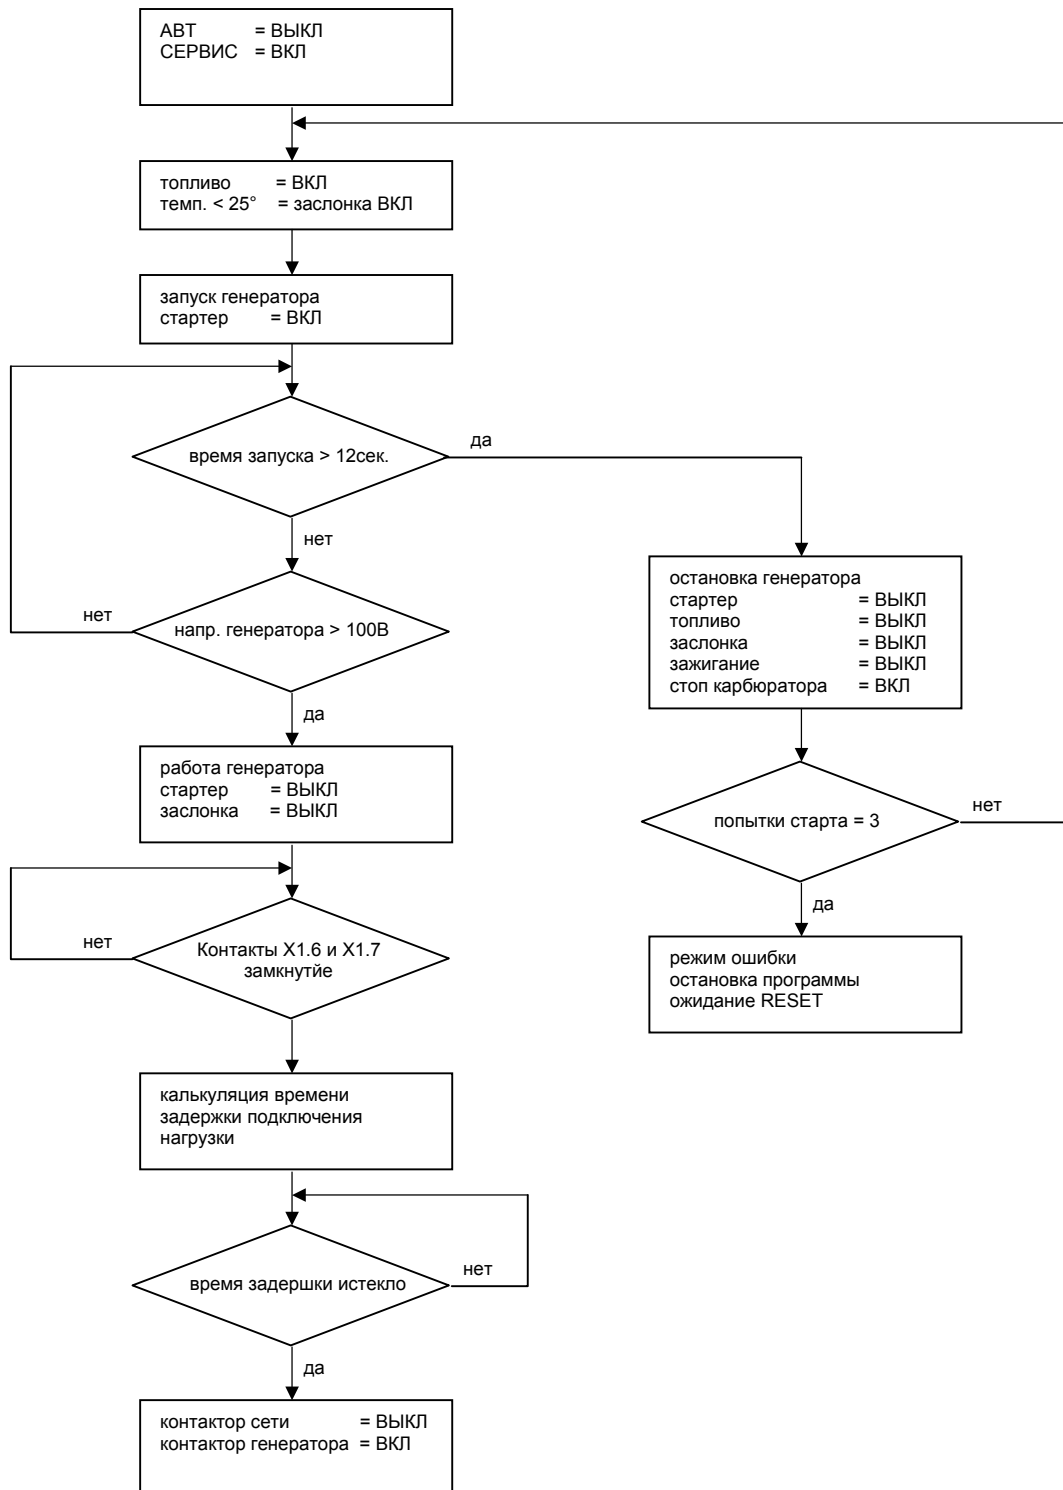 АВТ = ВЫКЛ
СЕРВИС = ВКЛ
топливо = ВКЛ
темп. < 25° = заслонка ВКЛ
запуск генератора
стартер = ВКЛ
время запуска > 12сек.
да
нет
напр. генератора > 100В
нет
да
остановка генератора
стартер = ВЫКЛ
топливо = ВЫКЛ
заслонка = ВЫКЛ
зажигание = ВЫКЛ
стоп карбюратора = ВКЛ
работа генератора
стартер = ВЫКЛ
заслонка = ВЫКЛ
попытки старта = 3
нет
да
Контакты X1.6 и X1.7
замкнутйе
нет
режим ошибки
остановка программы
ожидание RESET
калькуляция времени
задержки подключения
нагрузки
время задершки истекло
нет
да
контактор сети = ВЫКЛ
контактор генератора = ВКЛ